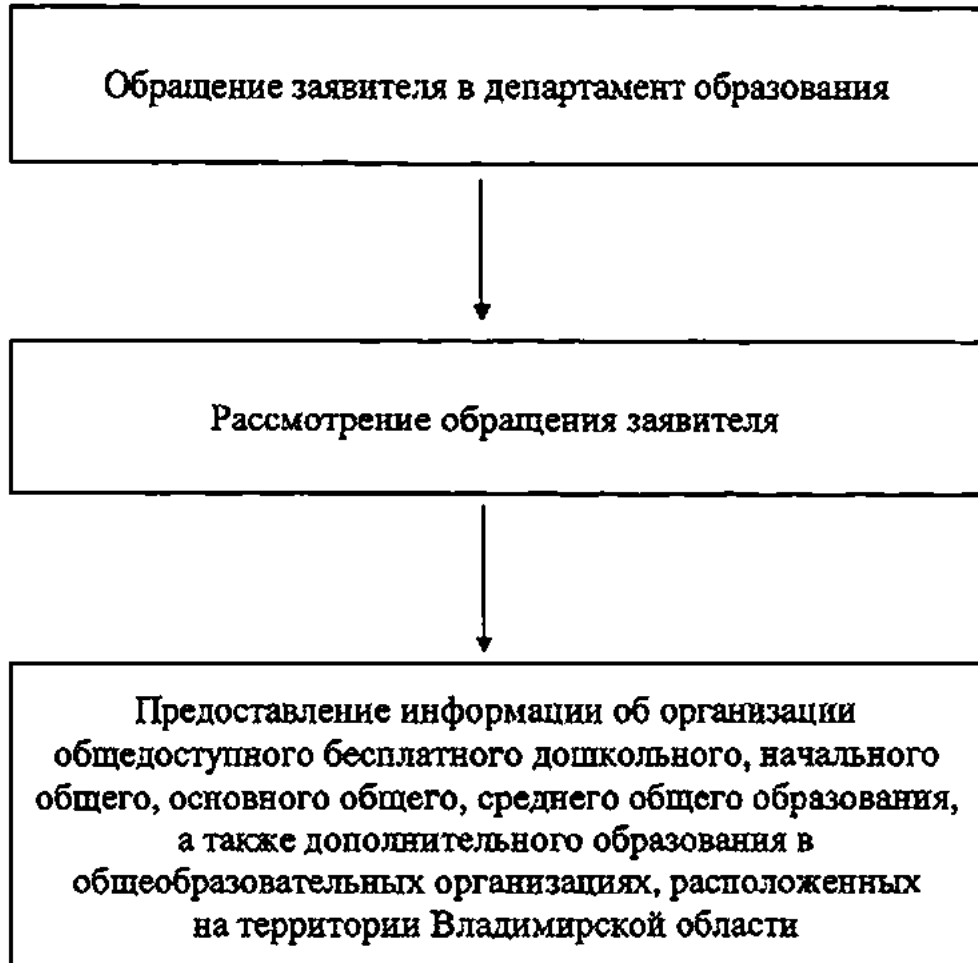 Обращение заявителя в департамент образования
Рассмотрение обращения заявителя
Предоставление информации об организации
общедоступного бесплатного дошкольного, начального
общего, основного общего, среднего общего образования,
а также дополнительного образования в
общеобразовательных организациях, расположенных
на территории Владимирской области